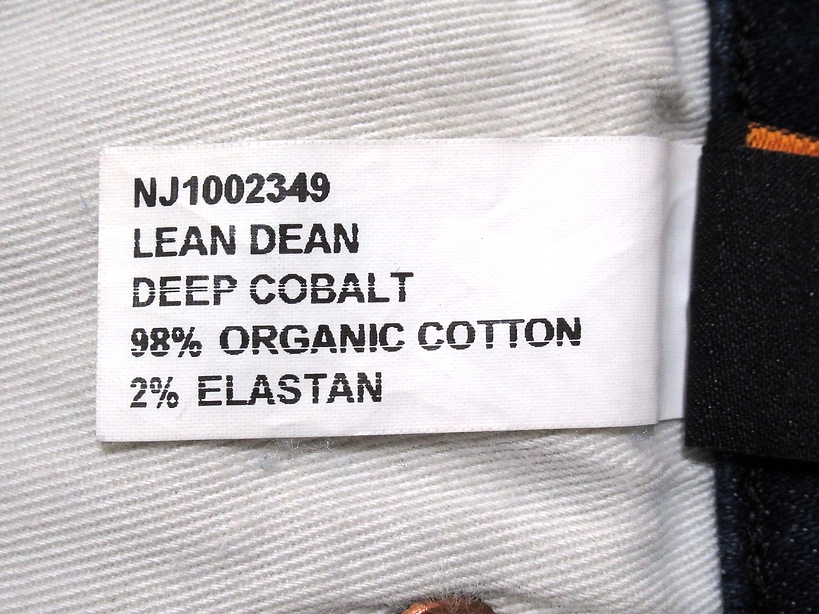 NJ1002349
LEAN DEAN
DEEP COBALT
98% ORGANIC COTTON
2% ELASTAN